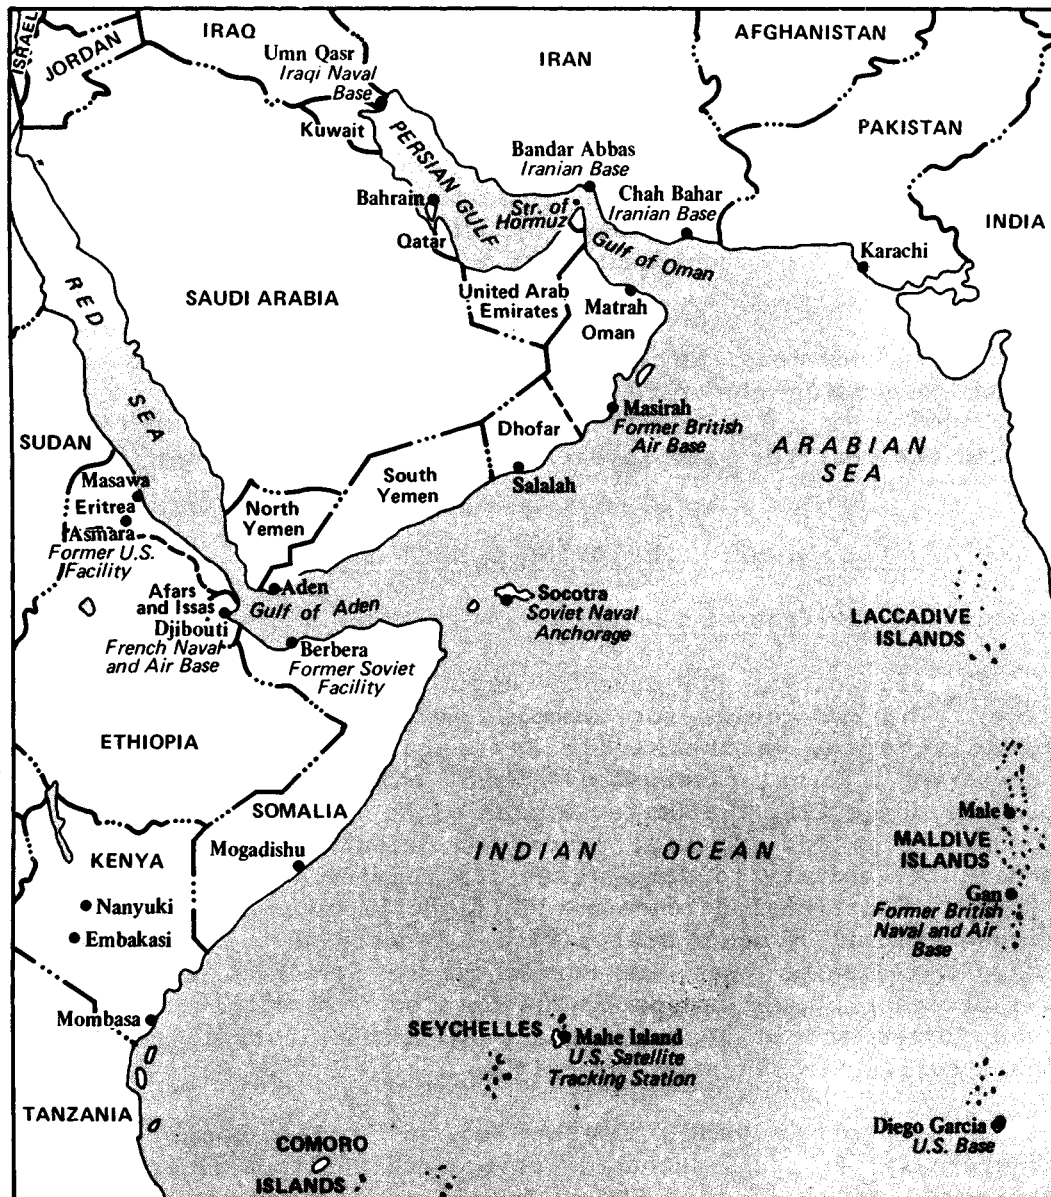 ISRAEL
JORDAN
IRAQ
Umn Qasr
Iraqi Naval
Base
IRAN
AFGHANISTAN
PAKISTAN
INDIA
Kuwait
PERSIAN GULF
Bandar Abbas
Iranian Base
Chah Bahar
Iranian Base
Bahrain
Str. of
Hormuz
Qatar
Gulf of Oman
Karachi
RED SEA
SAUDI ARABIA
United Arab
Emirates
Matrah
Oman
SUDAN
Dhofar
Masirah
Former British
Air Base
ARABIAN
SEA
Masawa
Eritrea
Asmara
Former U.S.
Facility
North
Yemen
South
Yemen
Salalah
Afars
and Issas
Djibouti
French Naval
and Air Base
Aden
Gulf of Aden
Berbera
Former Soviet
Facility
Socotra
Soviet Naval
Anchorage
LACCADIVE
ISLANDS
ETHIOPIA
SOMALIA
Male
MALDIVE
ISLANDS
KENYA
Mogadishu
INDIAN OCEAN
Nanyuki
Embakasi
Gan
Former British
Naval and Air
Base
Mombasa
SEYCHELLES
Mahe Island
U.S. Satellite
Tracking Station
TANZANIA
Diego Garcia
U.S. Base
COMORO
ISLANDS